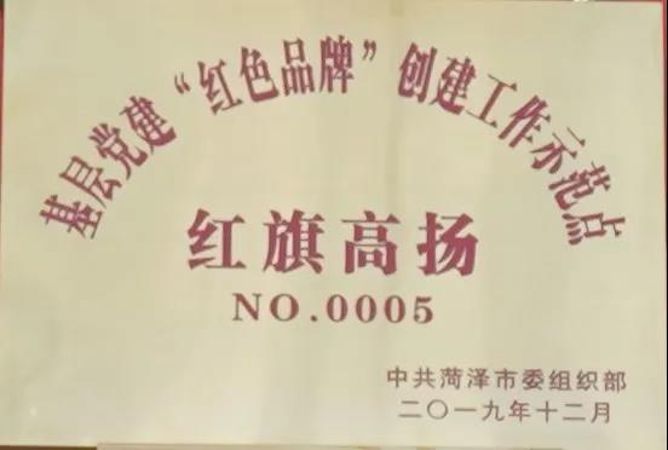 基层党建“红色品牌”创建工作示范点
红旗高扬
NO.0005
中共菏泽市委组织部
二〇一九年十二月